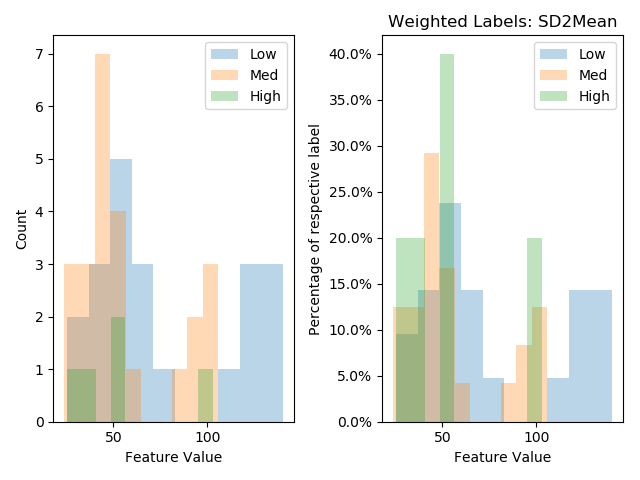 7
6
5
4
3
2
1
0
Count
50
100
Feature Value
Low
Med
High
Weighted Labels: SD2Mean
40.0%
35.0%
30.0%
25.0%
20.0%
15.0%
10.0%
5.0%
0.0%
Percentage of respective label
50
100
Feature Value
Low
Med
High